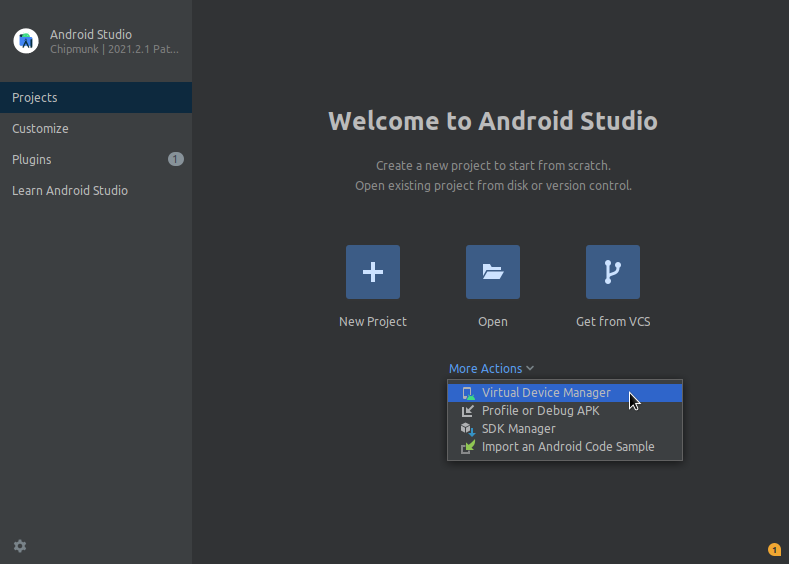 Android Studio
Chipmunk | 2021.2.1 Pat...
Projects
Customize
Plugins
1
Learn Android Studio
Welcome to Android Studio
Create a new project to start from scratch.
Open existing project from disk or version control.
New Project
Open
Get from VCS
More Actions
Virtual Device Manager
Profile or Debug APK
SDK Manager
Import an Android Code Sample
1